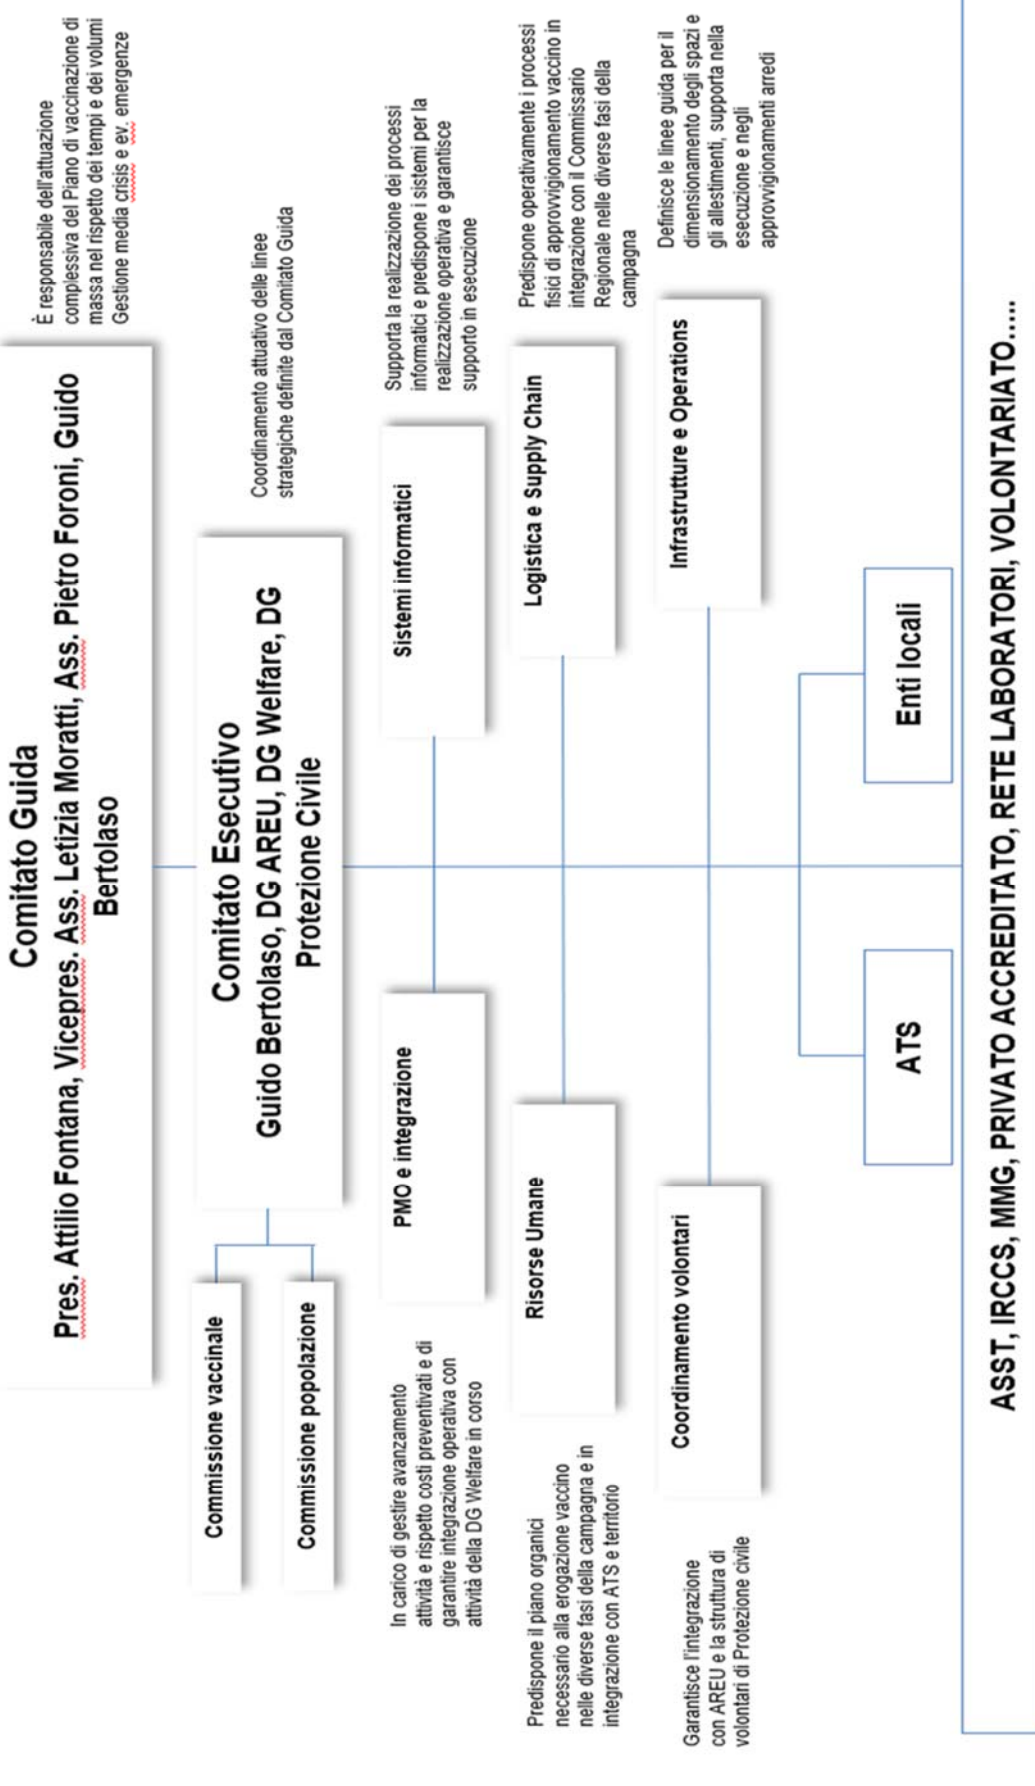 Comitato Guida
Pres. Attilio Fontana, Vicepres. Ass. Letizia Moratti, Ass. Pietro Foroni, Guido
Bertolaso
È responsabile dell'attuazione
complessiva del Piano di vaccinazione di
massa nel rispetto dei tempi e dei volumi
Gestione media crisis e ev. emergenze
Commissione vaccinale
Commissione popolazione
Comitato Esecutivo
Guido Bertolaso, DG AREU, DG Welfare, DG
Protezione Civile
Coordinamento attuativo delle linee
strategiche definite dal Comitato Guida
In carico di gestire avanzamento
attività e rispetto costi preventivati e di
garantire integrazione operativa con
attività della DG Welfare in corso
PMO e integrazione
Sistemi informatici
Supporta la realizzazione dei processi
informatici e predispone i sistemi per la
realizzazione operativa e garantisce
supporto in esecuzione
Predispone il piano organici
necessario alla erogazione vaccino
nelle diverse fasi della campagna e in
integrazione con ATS e territorio
Risorse Umane
Logistica e Supply Chain
Predispone operativamente i processi
fisici di approvvigionamento vaccino in
integrazione con il Commissario
Regionale nelle diverse fasi della
campagna
Garantisce l'integrazione
con AREU e la struttura di
volontari di Protezione civile
Coordinamento volontari
Infrastrutture e Operations
Definisce le linee guida per il
dimensionamento degli spazi e
gli allestimenti, supporta nella
esecuzione e negli
approvvigionamenti arredi
ATS
Enti locali
ASST, IRCCS, MMG, PRIVATO ACCREDITATO, RETE LABORATORI, VOLONTARIATO.....